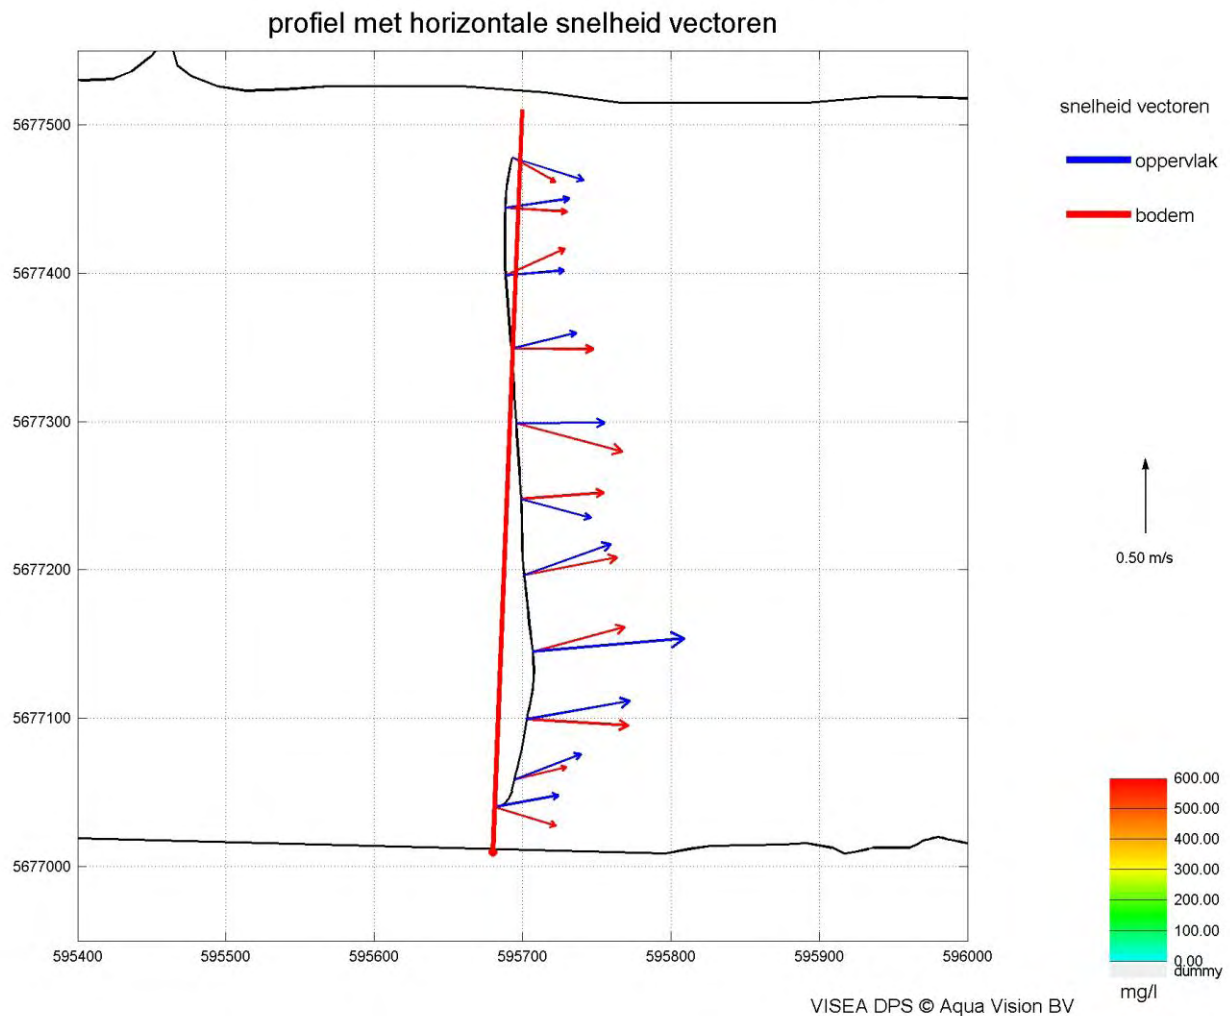 profiel met horizontale snelheid vectoren
5677500
5677400
5677300
5677200
5677100
5677000
595400 595500 595600 595700 595800 595900 596000
snelheid vectoren
oppervlak
bodem
0.50 m/s
600.00
500.00
400.00
300.00
200.00
100.00
0.00
dummy
mg/l
VISEA DPS © Aqua Vision BV